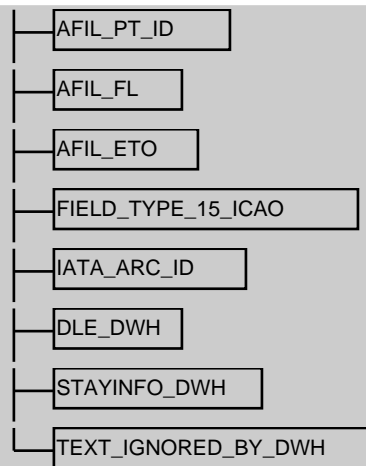 AFIL_PT_ID
AFIL_FL
AFIL_ETO
FIELD_TYPE_15_ICAO
IATA_ARC_ID
DLE_DWH
STAYINFO_DWH
TEXT_IGNORED_BY_DWH